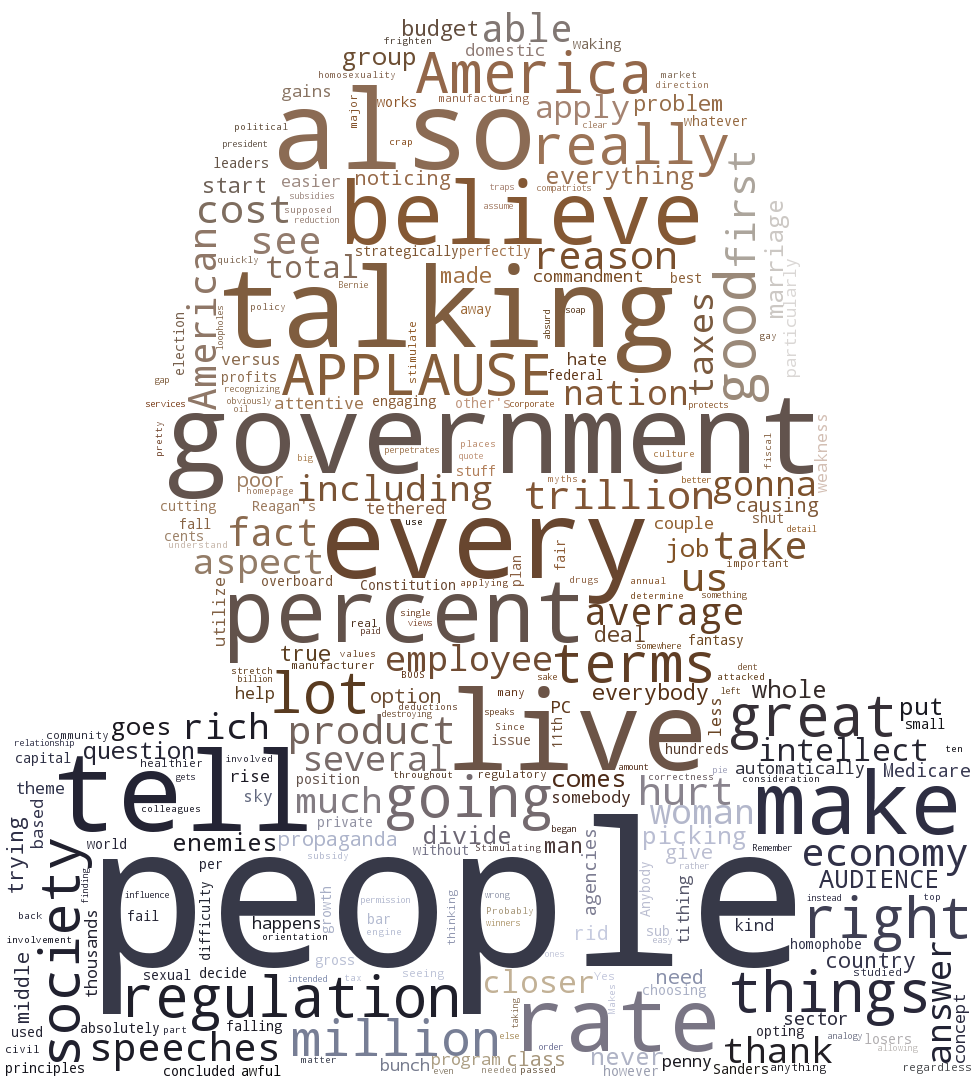 budget able
frighten domestic waking
group America
homosexuality market direction
gains works manufacturing apply problem
major also clear whatever
political crap really
president
leaders noticing everything
start easier traps compatriots
subsidies believe
cost supposed assume goodfirst
reduction marriage
American see strategically perfectly reason particularly
quickly total made commandment best
Bernie talking
policy away absurd soap taxes
loopholes election stimulate gay
versus APPLAUSE hate
gap profits federal
recognizing nation
services obviously attentive engaging other's corporate protects
oil
pretty government weakness
perpetrates places culture fiscal
big quote
poor stuff myths better gonna
homepage including trillion
cutting Reagan's tethered causing
fall use couple shut
cents fact every detail
understand job take
aspect plan fair important
overboard Constitution applying drugs annual us
utilize determine something
percent single average
real views
paid deal fantasy
true values somewhere
manufacturer employee terms dent
stretch BOOS sake attacked
billion
help lot option many everybody left whole
deductions PC great put
community goes rich destroying speaks 11th less small
relationship product Since
question live issue hundreds intellect ten
capital healthier involved several
gets tell rise position throughout regulatory comes amount correctness pie automatically Medicare
theme sky much going somebody hurt consideration
colleagues private began make
based woman
trying world enemies propaganda divide man picking
per subsidy without Stimulating Remember economy
give
finding people agencies rather AUDIENCE
society influence permission wrong Anybody instead top
back fail growth bar thinking Probably tithing right
engine winners
difficulty happens rid sub kind
involvement thousands orientation easy homophobe
gross ones country
middle sexual decide seeing closer Yes need studied
intended tax choosing things answer
regulation Makes
used absolutely part falling taking rate sector concept
civil speeches million else order opting analogy losers
matter thank allowing
principles concluded awful bunch program class never penny
even needed passed however Sanders anything regardless